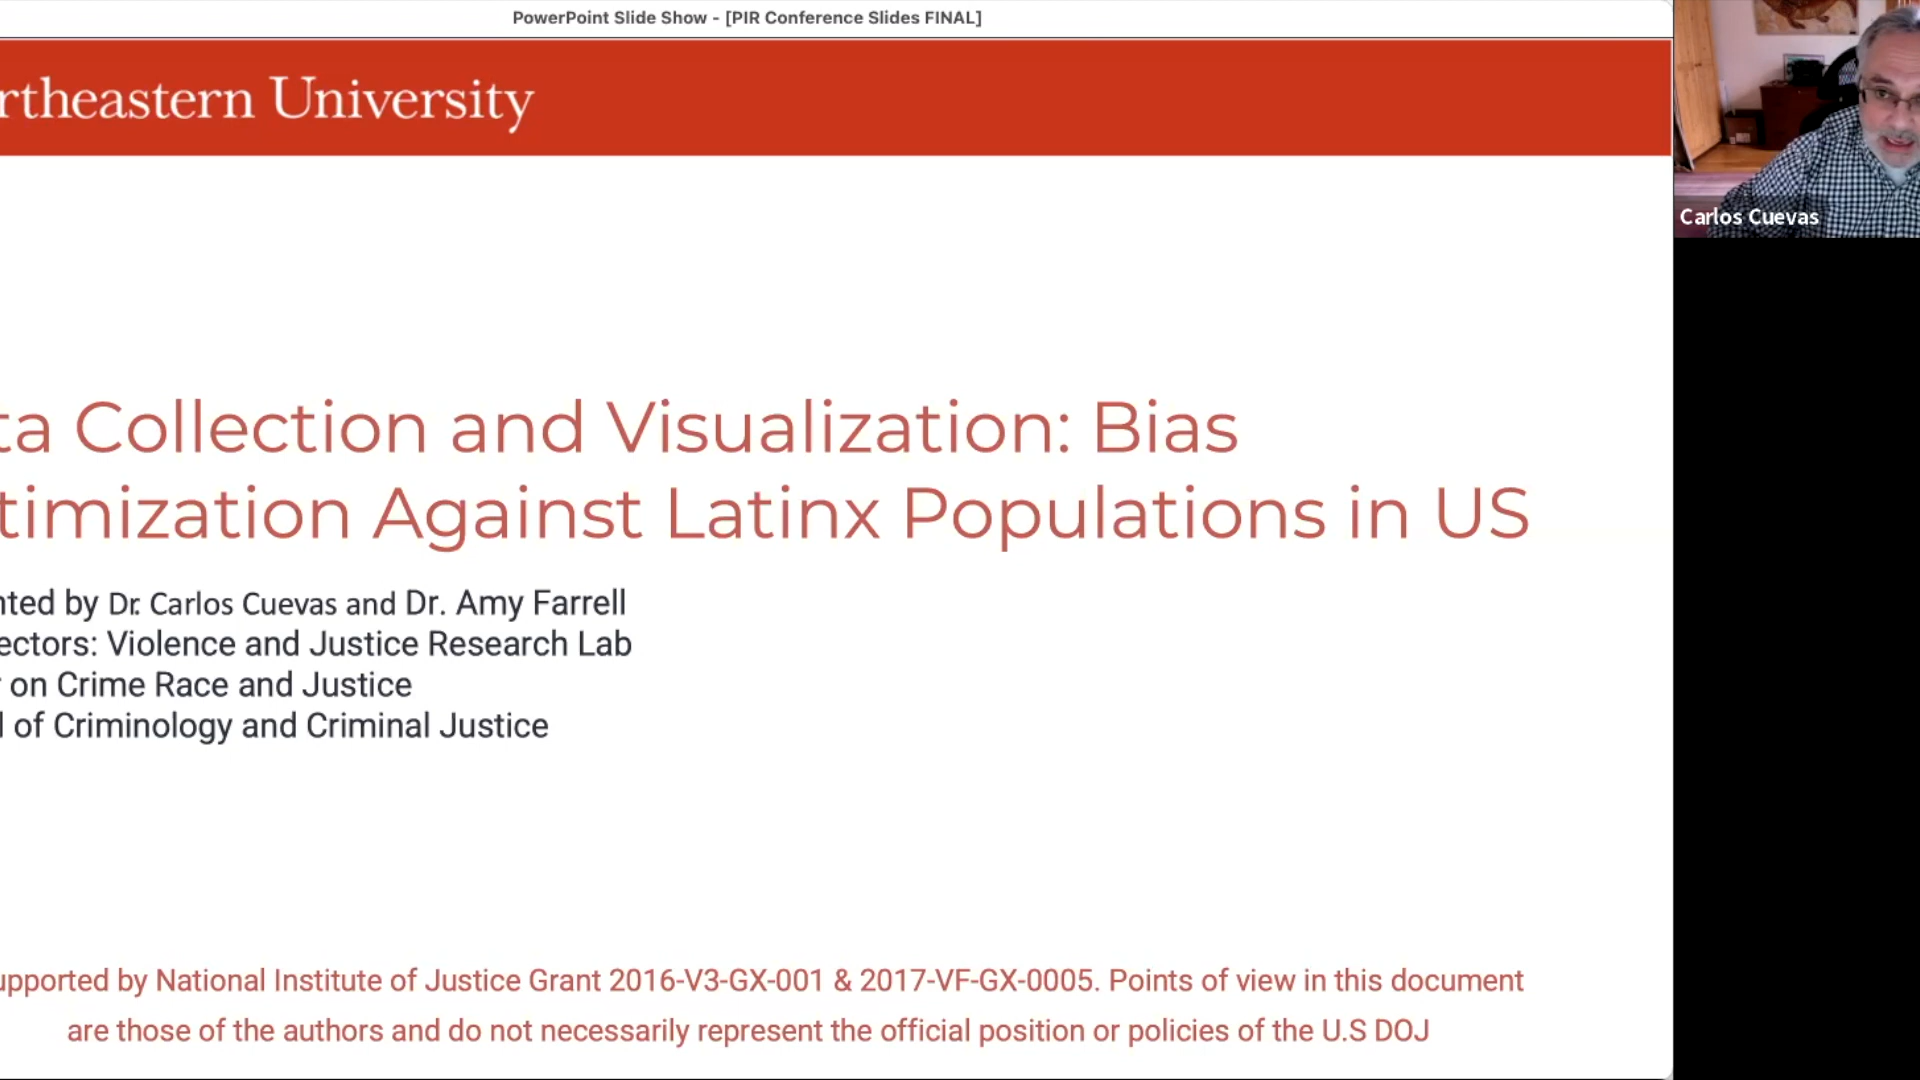 PowerPoint Slide Show - [PIR Conference Slides FINAL]
rtheastern University
Carlos Cuevas
ta Collection and Visualization: Bias
timization Against Latinx Populations in US
nted by Dr. Carlos Cuevas and Dr. Amy Farrell
ectors: Violence and Justice Research Lab
on Crime Race and Justice
l of Criminology and Criminal Justice
upported by National Institute of Justice Grant 2016-V3-GX-001 & 2017-VF-GX-0005. Points of view in this document
are those of the authors and do not necessarily represent the official position or policies of the U.S DOJ